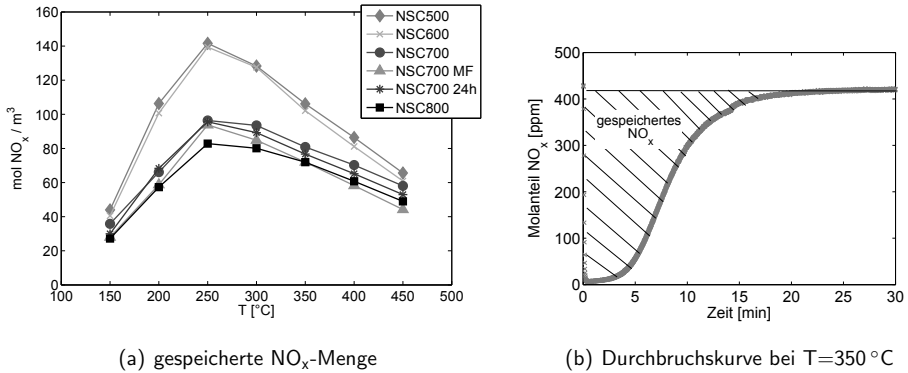 160
140
120
100
80
60
40
20
0
mol NOx / m³
100 150 200 250 300 350 400 450 500
T [°C]
NSC500
NSC600
NSC700
NSC700 MF
NSC700 24h
NSC800
(a) gespeicherte NOx-Menge
500
400
300
200
100
0
Molanteil NOx [ppm]
gespeichertes
NOx
0 5 10 15 20 25 30
Zeit [min]
(b) Durchbruchskurve bei T=350 °C